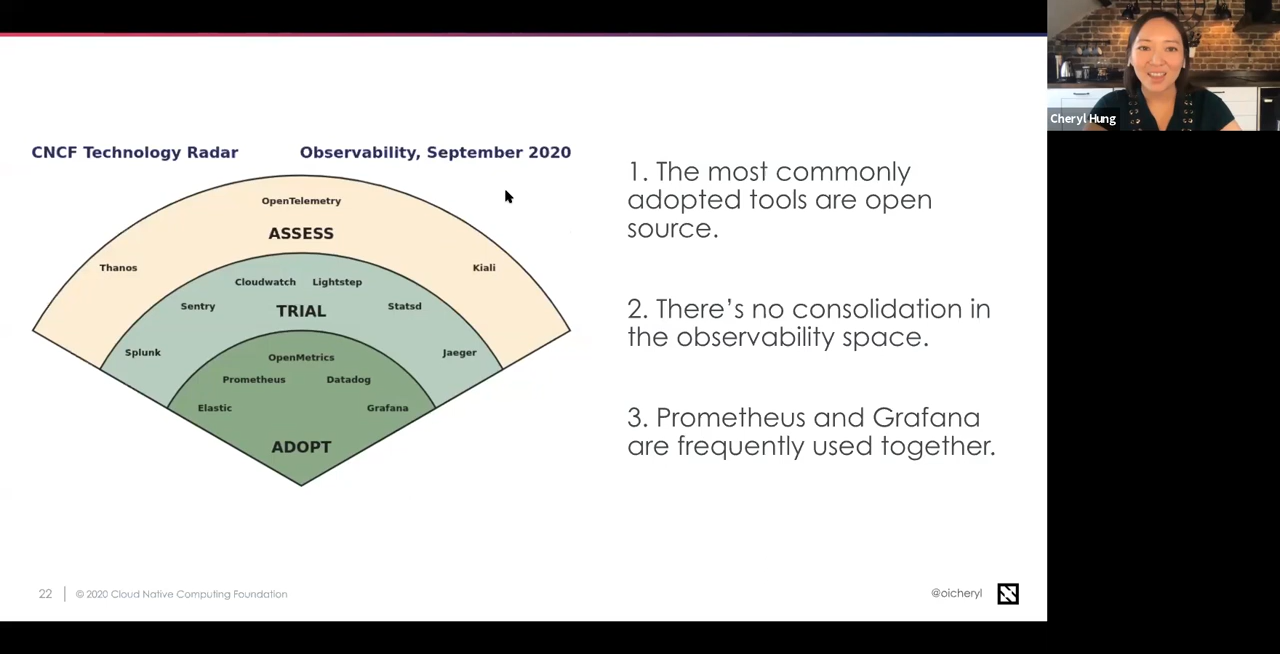 Cheryl Hung
CNCF Technology Radar
Observability, September 2020
OpenTelemetry
ASSESS
Thanos
Kiali
Cloudwatch
Lightstep
Sentry
TRIAL
Statsd
Splunk
Jaeger
OpenMetrics
Prometheus
Datadog
Elastic
Grafana
ADOPT
1. The most commonly
adopted tools are open
source.
2. There’s no consolidation in
the observability space.
3. Prometheus and Grafana
are frequently used together.
22
© 2020 Cloud Native Computing Foundation
@oicheryl